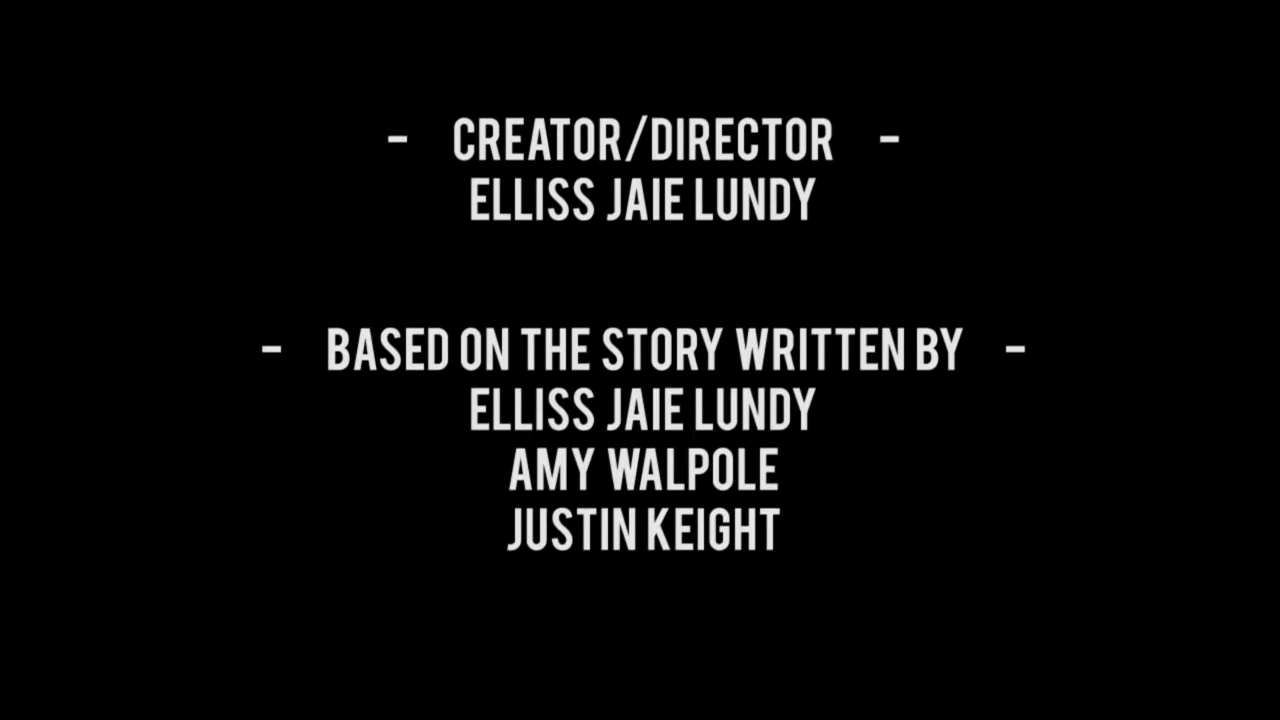 - CREATOR/DIRECTOR -
ELLISS JAIE LUNDY
- BASED ON THE STORY WRITTEN BY -
ELLISS JAIE LUNDY
AMY WALPOLE
JUSTIN KEIGHT